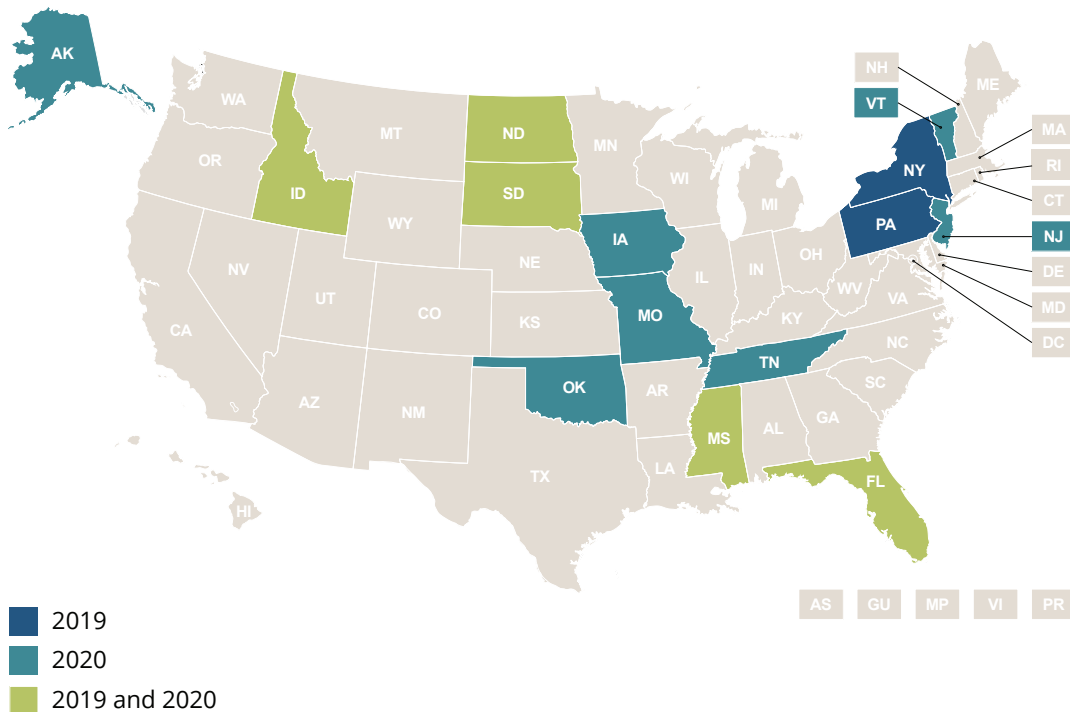 AK
WA
MT
ND
MN
NH
ME
VT
MA
OR
ID
SD
WI
MI
NY
RI
CT
WY
IA
PA
NJ
NV
NE
IL
IN
OH
DE
UT
CO
KS
MO
WV
VA
MD
CA
KY
DC
NC
AZ
NM
OK
AR
TN
SC
TX
LA
MS
AL
GA
FL
HI
AS
GU
MP
VI
PR
2019
2020
2019 and 2020